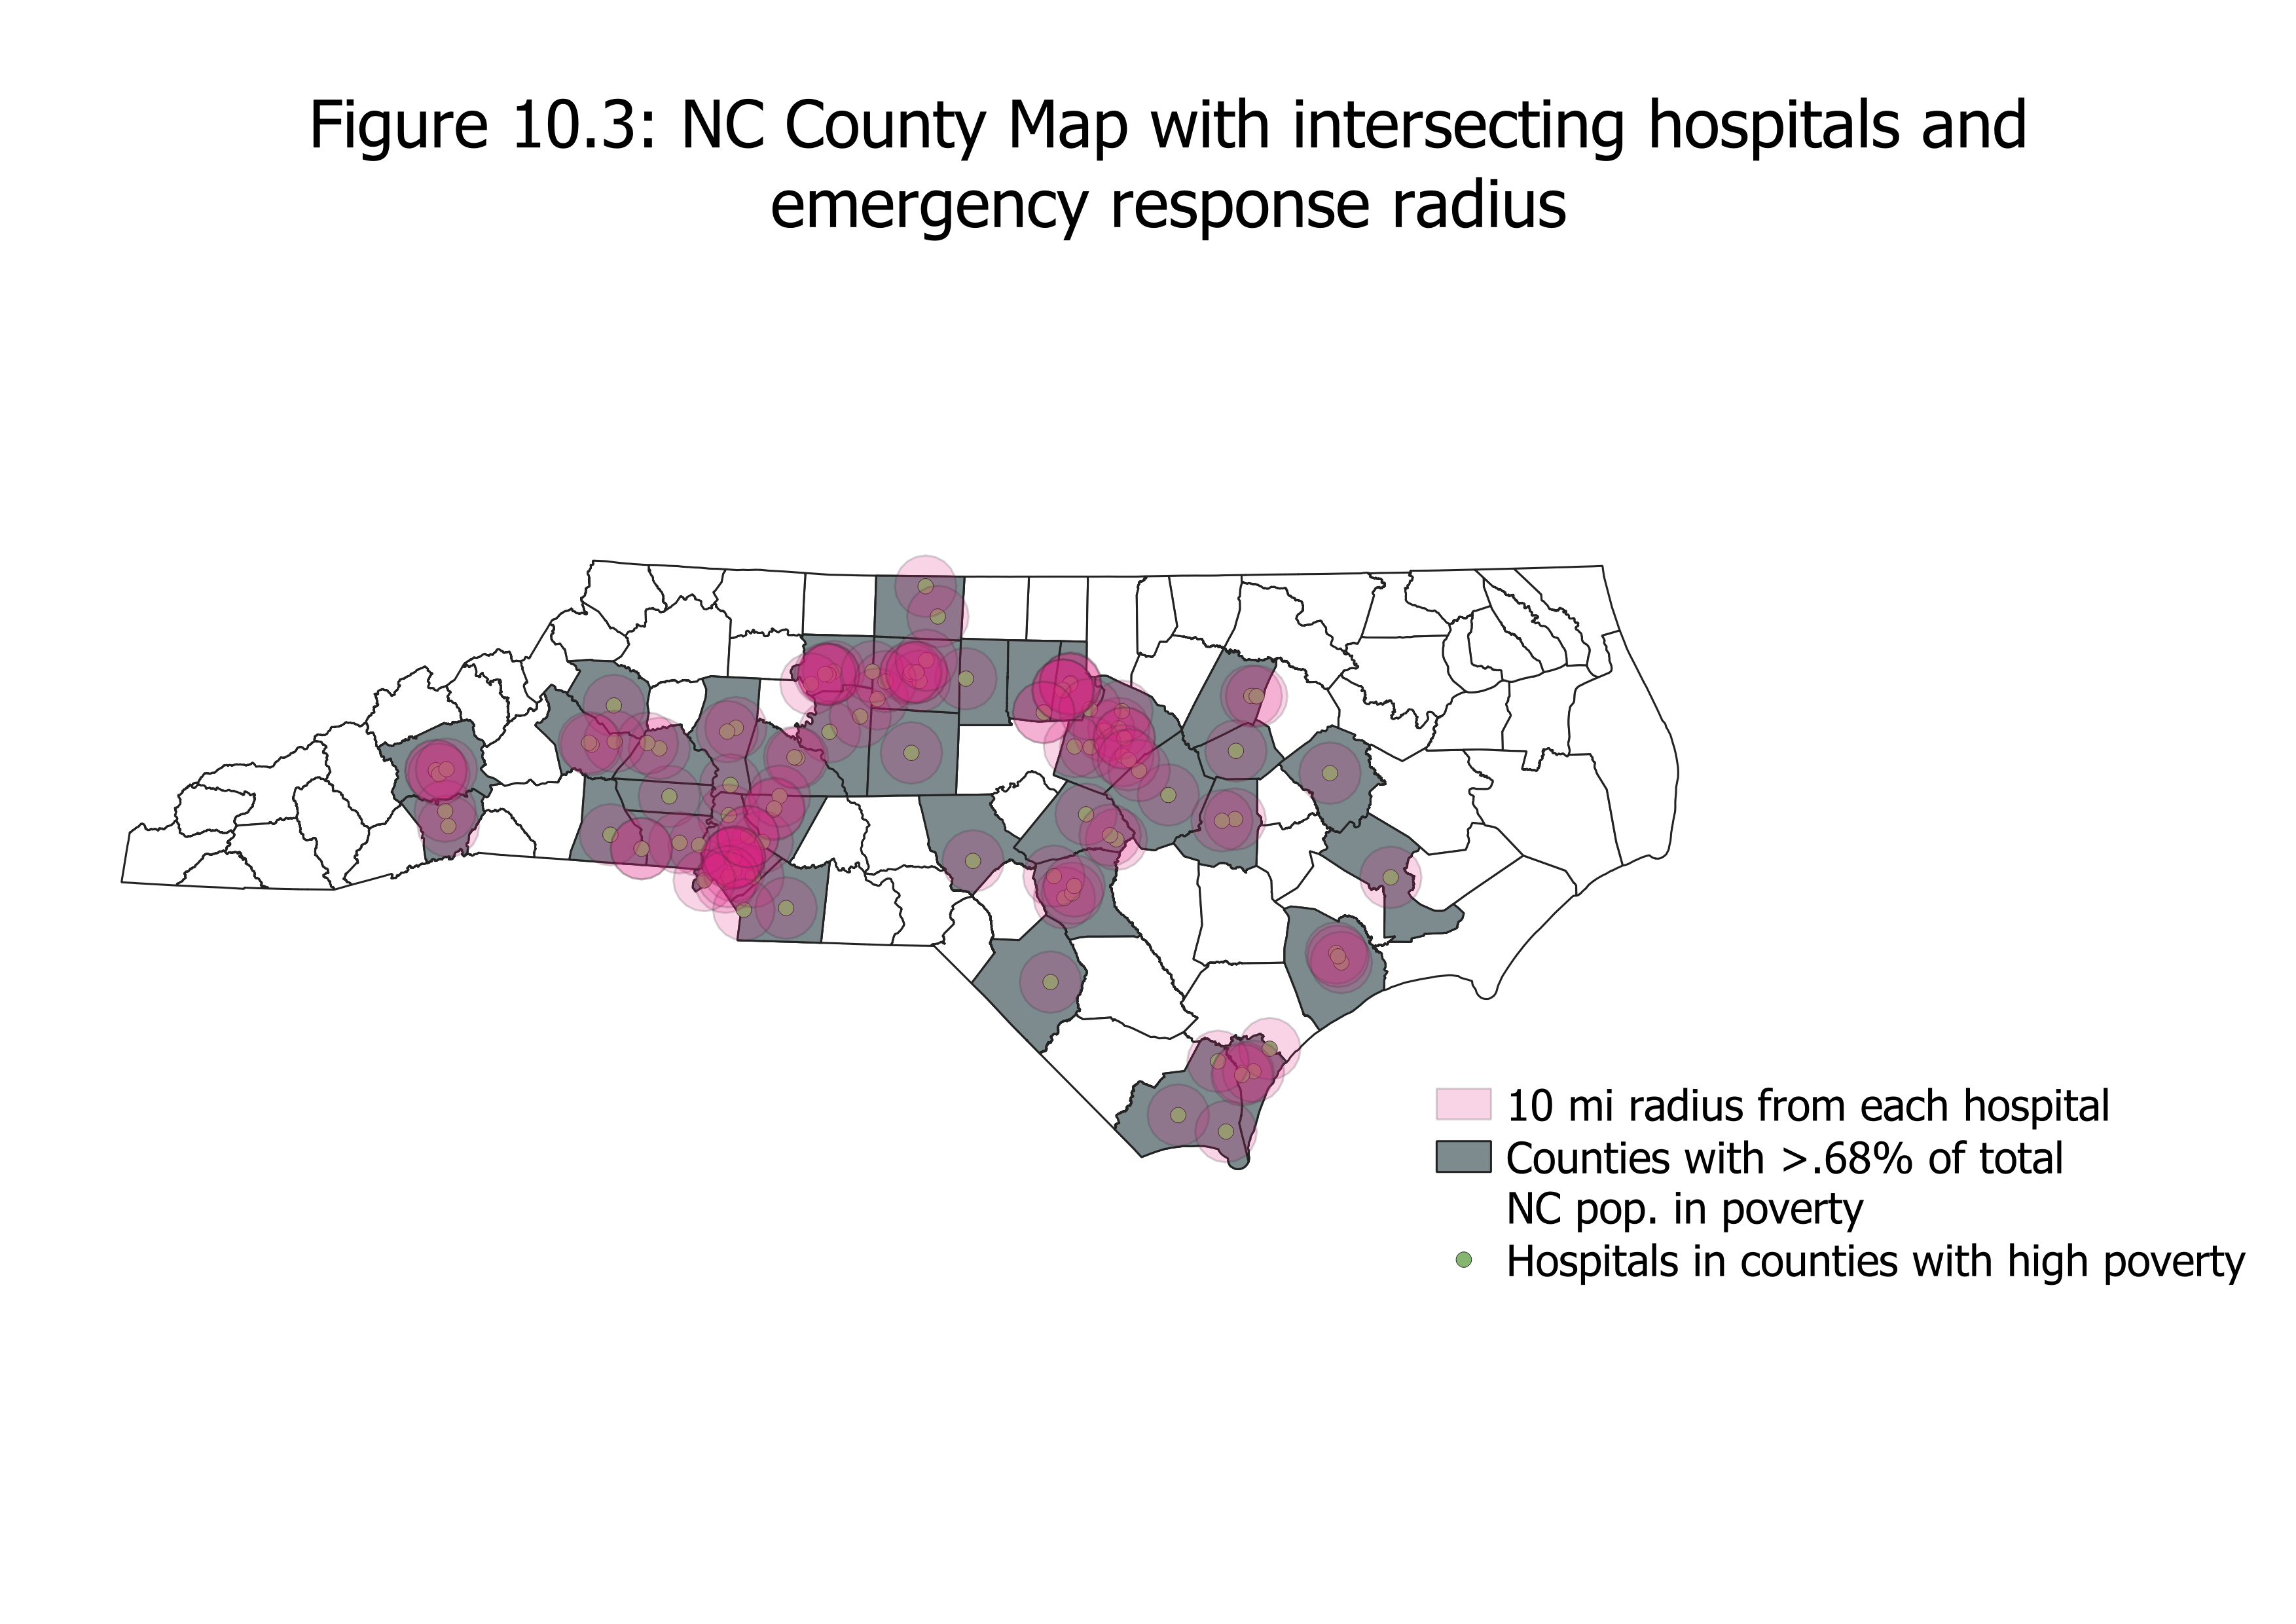 Figure 10.3: NC County Map with intersecting hospitals and
emergency response radius
10 mi radius from each hospital
Counties with >.68% of total
NC pop. in poverty
Hospitals in counties with high poverty